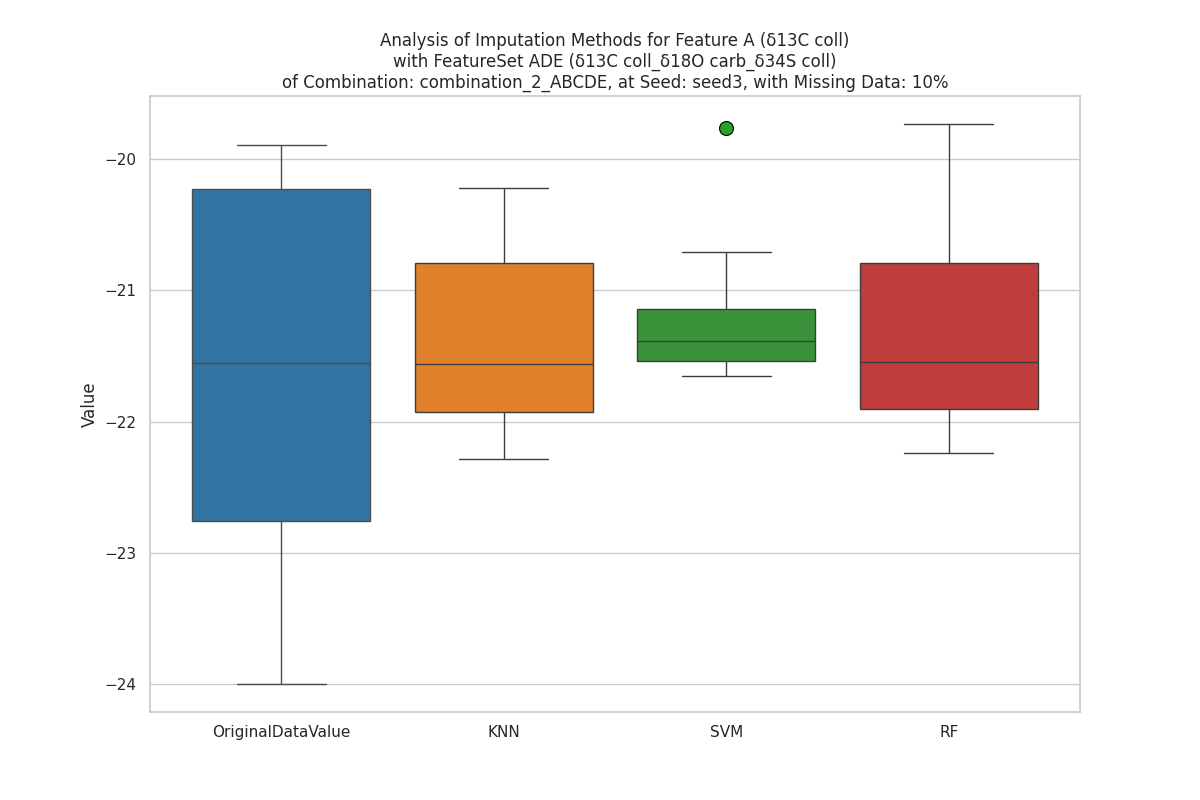 Analysis of Imputation Methods for Feature A (δ13C coll)
with FeatureSet ADE (δ13C coll_δ18O carb_δ34S coll)
of Combination: combination_2_ABCDE, at Seed: seed3, with Missing Data: 10%
Value
−20
−21
−22
−23
−24
OriginalDataValue
KNN
SVM
RF